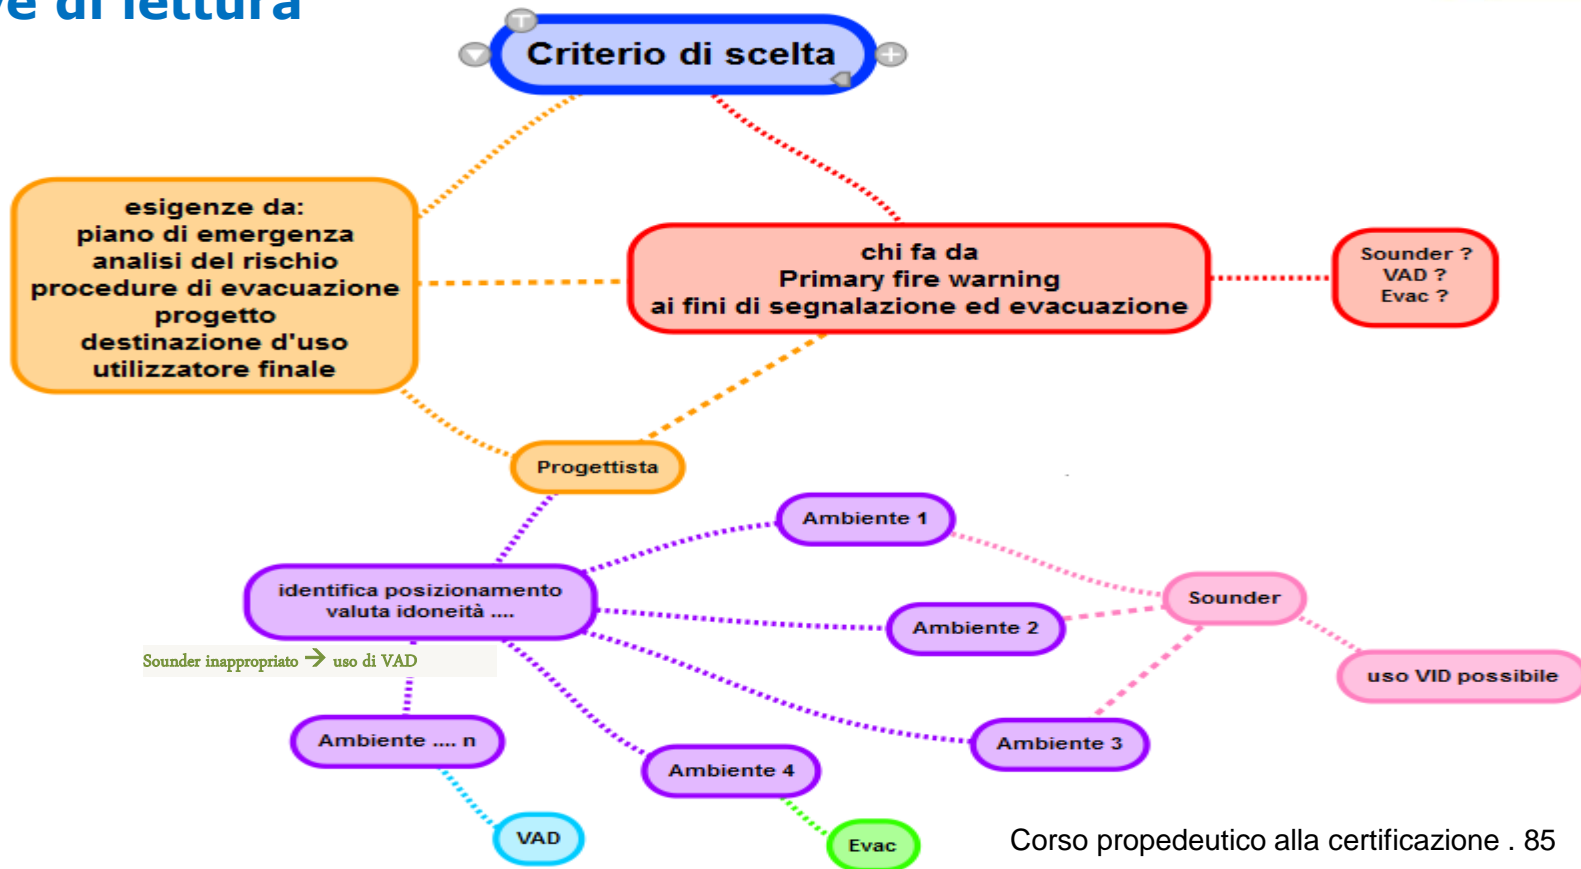 ve di lettura
Criterio di scelta
esigenze da:
piano di emergenza
analisi del rischio
procedure di evacuazione
progetto
destinazione d'uso
utilizzatore finale
chi fa da
Primary fire warning
ai fini di segnalazione ed evacuazione
Sounder ?
VAD ?
Evac ?
Progettista
identifica posizionamento
valuta idoneità ....
Ambiente 1
Ambiente 2
Sounder
uso VID possibile
Sounder inappropriato → uso di VAD
Ambiente .... n
Ambiente 4
Ambiente 3
VAD
Evac
Corso propedeutico alla certificazione . 85